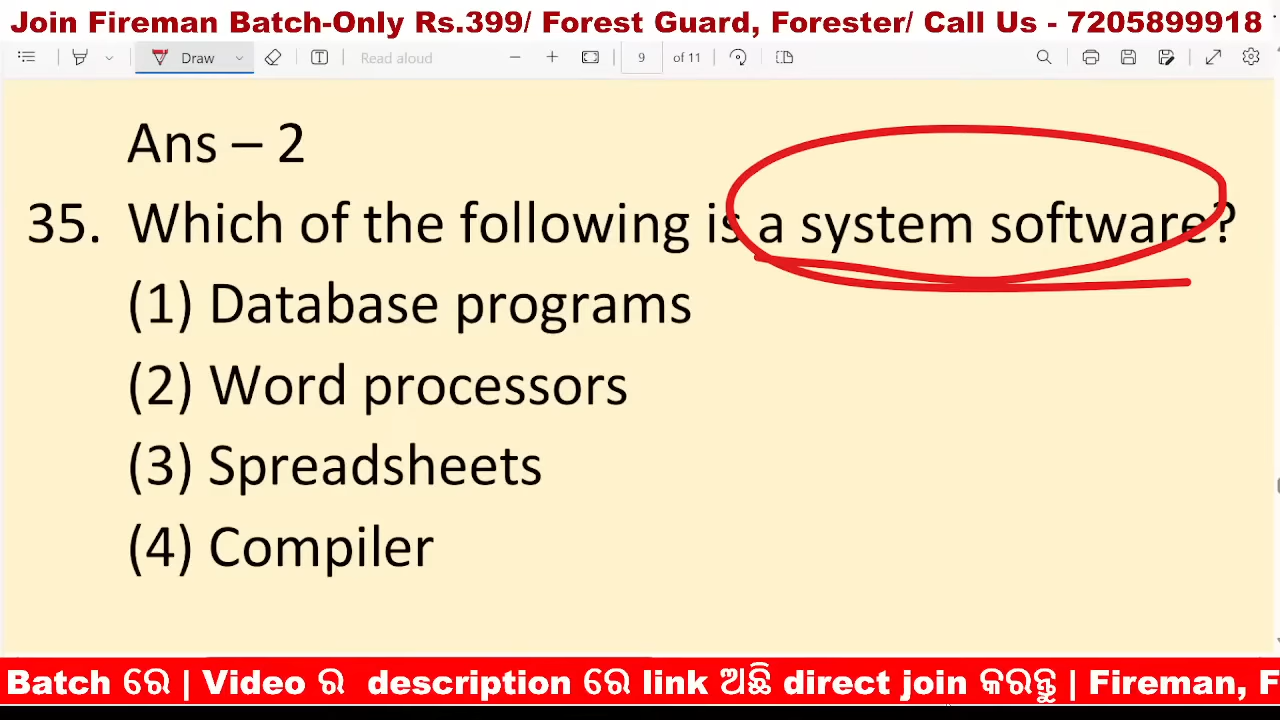 Join Fireman Batch-Only Rs.399/ Forest Guard, Forester/ Call Us - 7205899918
Draw Read aloud 9 of 11
Ans – 2
35. Which of the following is a system software?
(1) Database programs
(2) Word processors
(3) Spreadsheets
(4) Compiler
Batch ରେ | Video ର description ରେ link ଅଛି direct join କରନ୍ତୁ | Fireman, F